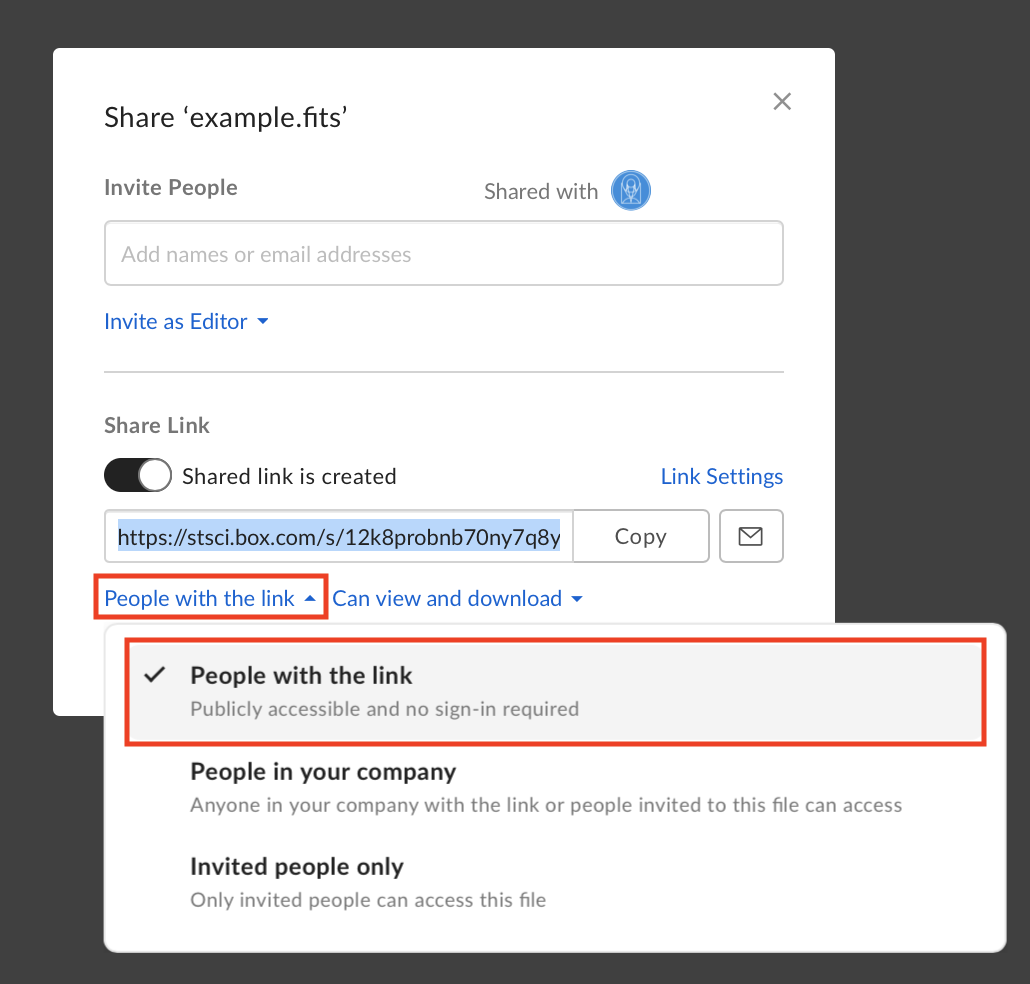 Share ‘example.fits’
Invite People
Shared with
Add names or email addresses
Invite as Editor
Share Link
Shared link is created
Link Settings
https://stsci.box.com/s/12k8probnb70ny7q8y
Copy
People with the link
Can view and download
People with the link
Publicly accessible and no sign-in required
People in your company
Anyone in your company with the link or people invited to this file can access
Invited people only
Only invited people can access this file